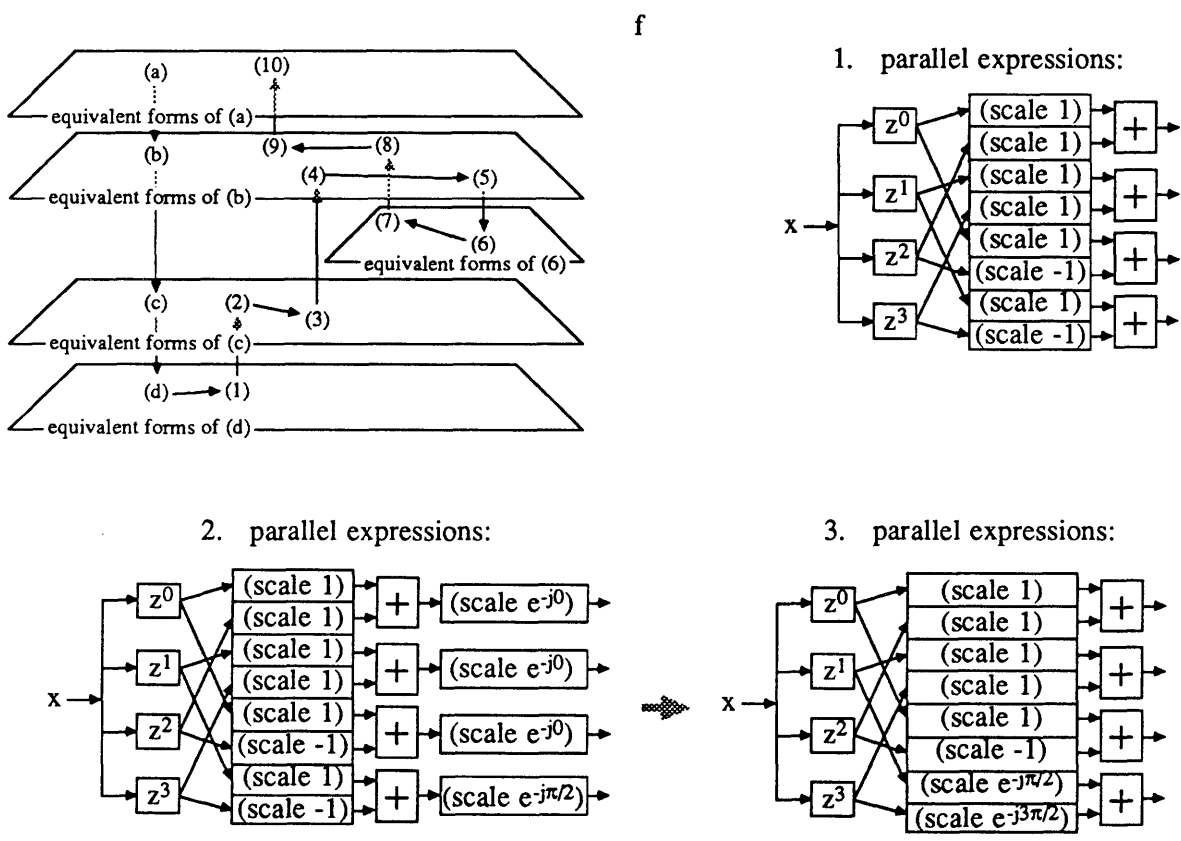 f
(a)
(10)
equivalent forms of (a)
(b)
(9)
(8)
(4)
(5)
equivalent forms of (b)
(7)
(6)
equivalent forms of (6)
(c)
(2)
(3)
equivalent forms of (c)
(d)
(1)
equivalent forms of (d)
1. parallel expressions:
x
z⁰
z¹
z²
z³
(scale 1)
(scale 1)
(scale 1)
(scale 1)
(scale 1)
(scale -1)
(scale 1)
(scale -1)
+
+
+
+
2. parallel expressions:
x
z⁰
z¹
z²
z³
(scale 1)
(scale 1)
(scale 1)
(scale 1)
(scale 1)
(scale -1)
(scale 1)
(scale -1)
+
+
+
+
(scale e^-j0)
(scale e^-j0)
(scale e^-j0)
(scale e^-jπ/2)
3. parallel expressions:
x
z⁰
z¹
z²
z³
(scale 1)
(scale 1)
(scale 1)
(scale 1)
(scale 1)
(scale -1)
(scale e^-jπ/2)
(scale e^-j3π/2)
+
+
+
+